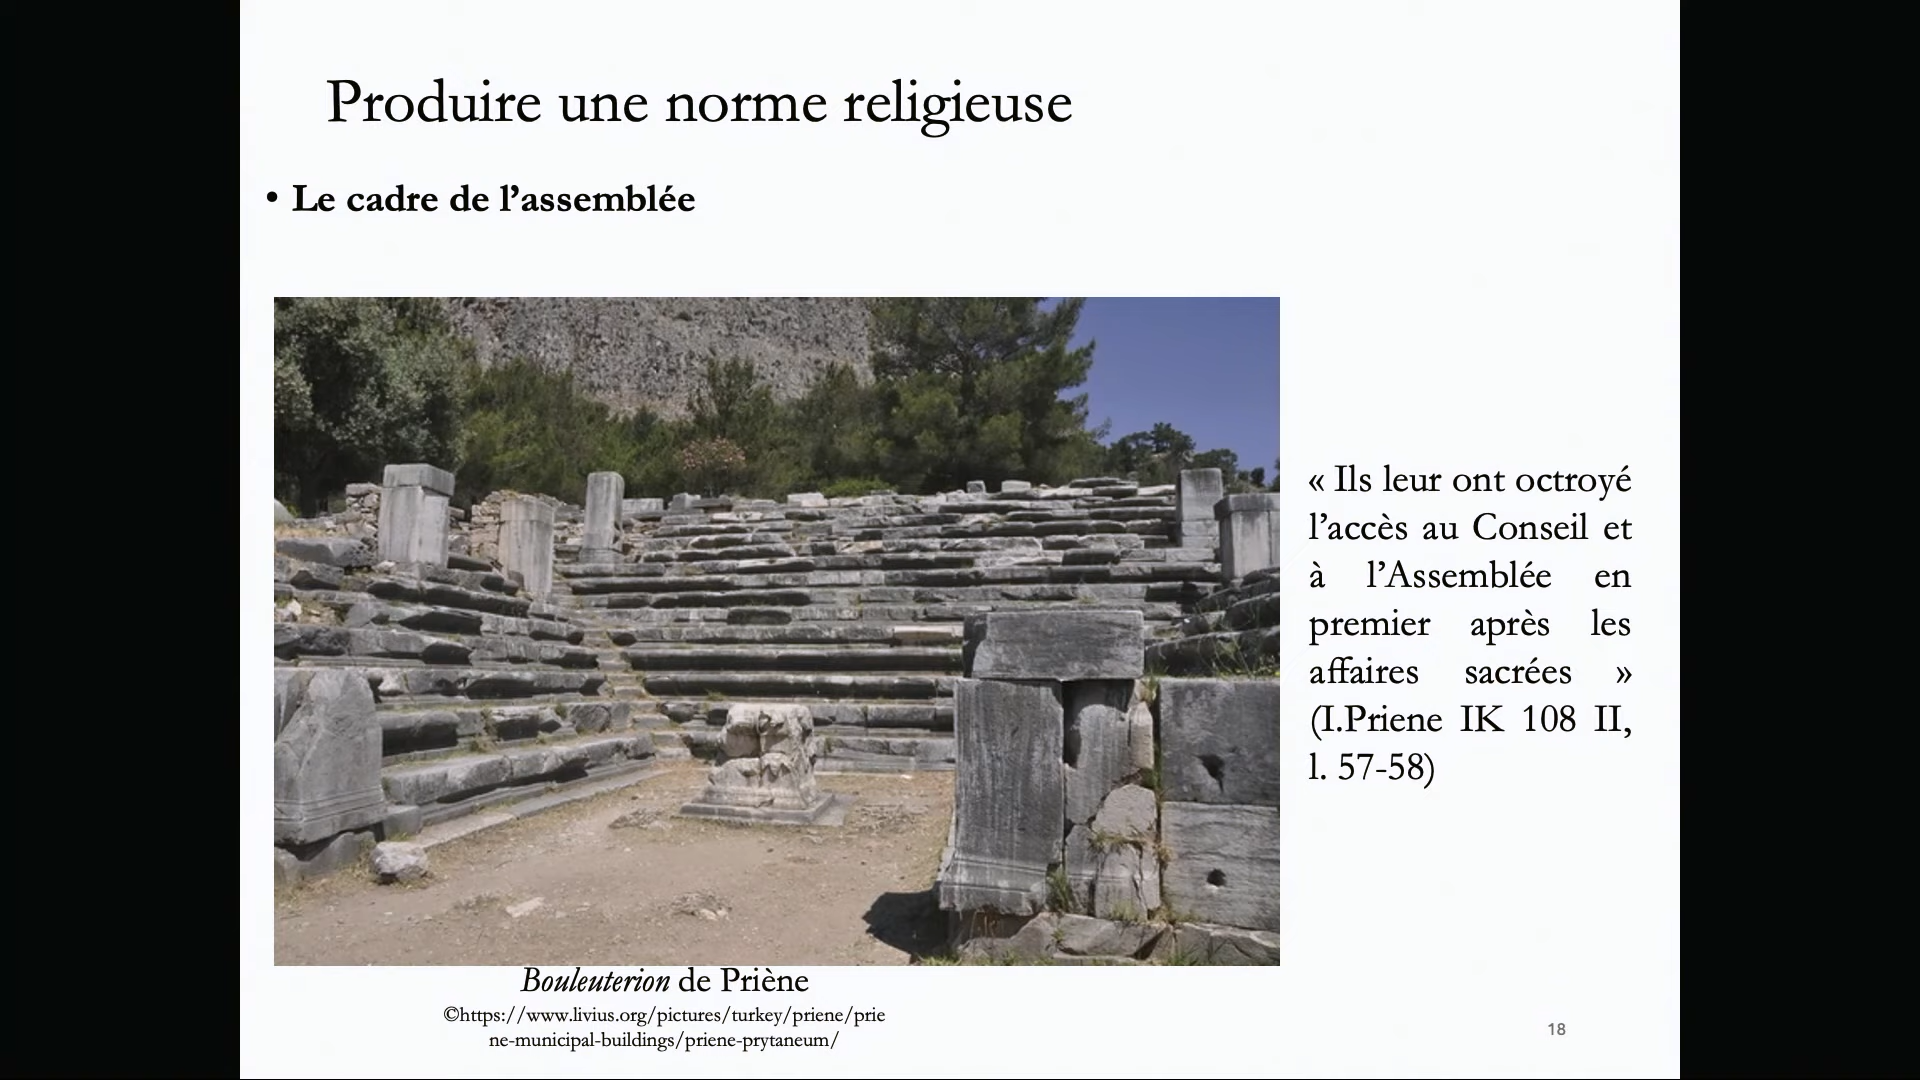 Produire une norme religieuse
• Le cadre de l’assemblée
« Ils leur ont octroyé
l’accès au Conseil et
à l’Assemblée en
premier après les
affaires sacrées »
(I.Priene IK 108 II,
l. 57-58)
Bouleuterion de Priène
©https://www.livius.org/pictures/turkey/priene/prie
ne-municipal-buildings/priene-prytaneum/
18